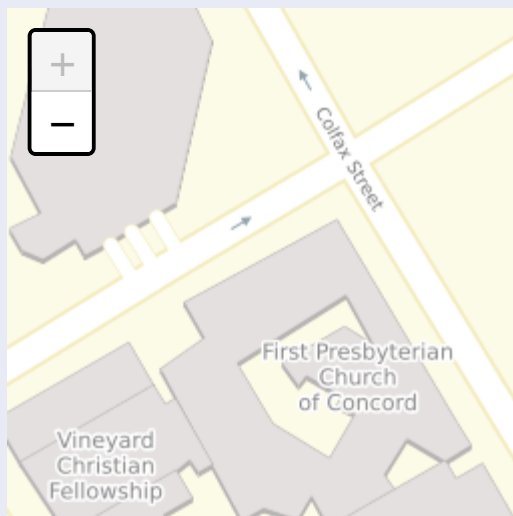 +
−
Colfax Street
First Presbyterian
Church
of Concord
Vineyard
Christian
Fellowship